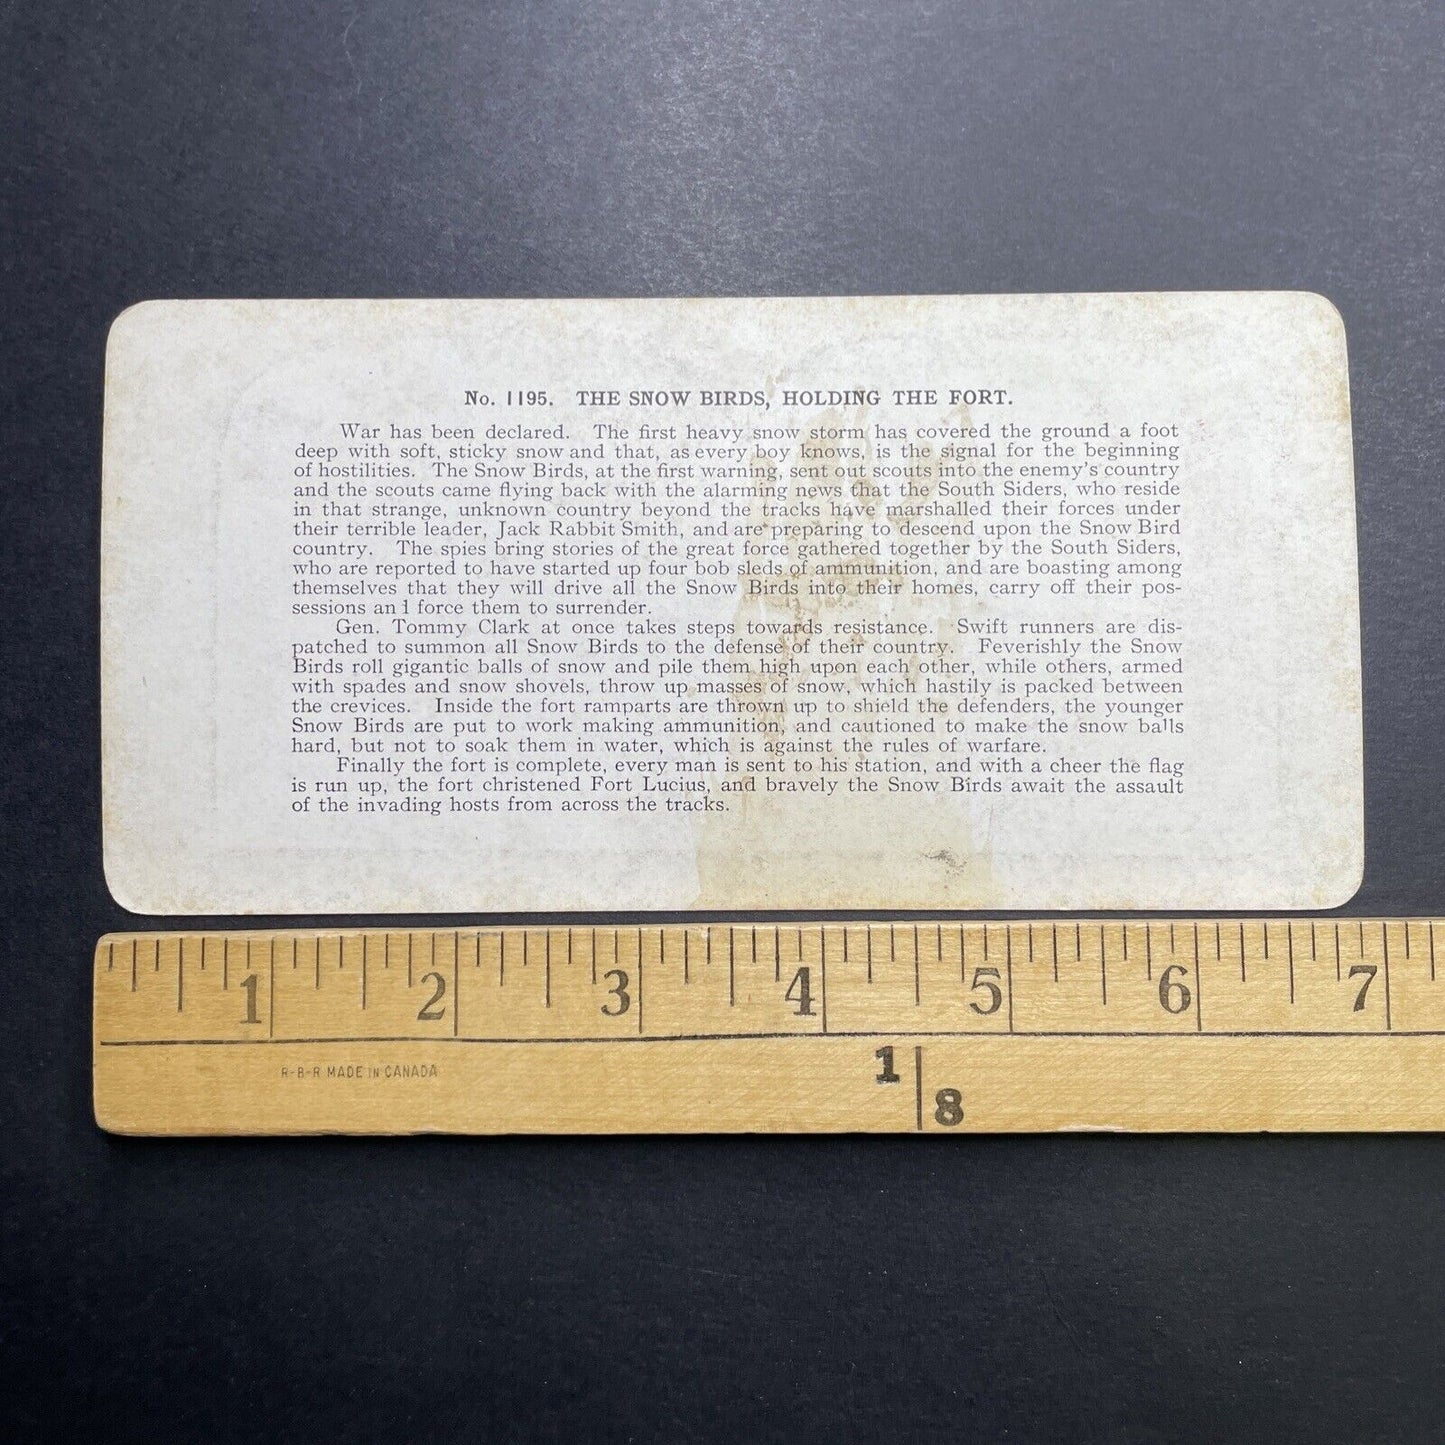 No. 1195. THE SNOW BIRDS, HOLDING THE FORT.
War has been declared. The first heavy snow storm has covered the ground a foot
deep with soft, sticky snow and that, as every boy knows, is the signal for the beginning
of hostilities. The Snow Birds, at the first warning, sent out scouts into the enemy's country
and the scouts came flying back with the alarming news that the South Siders, who reside
in that strange, unknown country beyond the tracks have marshalled their forces under
their terrible leader, Jack Rabbit Smith, and are preparing to descend upon the Snow Bird
country. The spies bring stories of the great force gathered together by the South Siders,
who are reported to have started up four bob sleds of ammunition, and are boasting among
themselves that they will drive all the Snow Birds into their homes, carry off their pos-
sessions an1 force them to surrender.
Gen. Tommy Clark at once takes steps towards resistance. Swift runners are dis-
patched to summon all Snow Birds to the defense of their country. Feverishly the Snow
Birds roll gigantic balls of snow and pile them high upon each other, while others, armed
with spades and snow shovels, throw up masses of snow, which hastily is packed between
the crevices. Inside the fort ramparts are thrown up to shield the defenders, the younger
Snow Birds are put to work making ammunition, and cautioned to make the snow balls
hard, but not to soak them in water, which is against the rules of warfare.
Finally the fort is complete, every man is sent to his station, and with a cheer the flag
is run up, the fort christened Fort Lucius, and bravely the Snow Birds await the assault
of the invading hosts from across the tracks.
1 2 3 4 5 6 7
R-B-R MADE IN CANADA
1 8